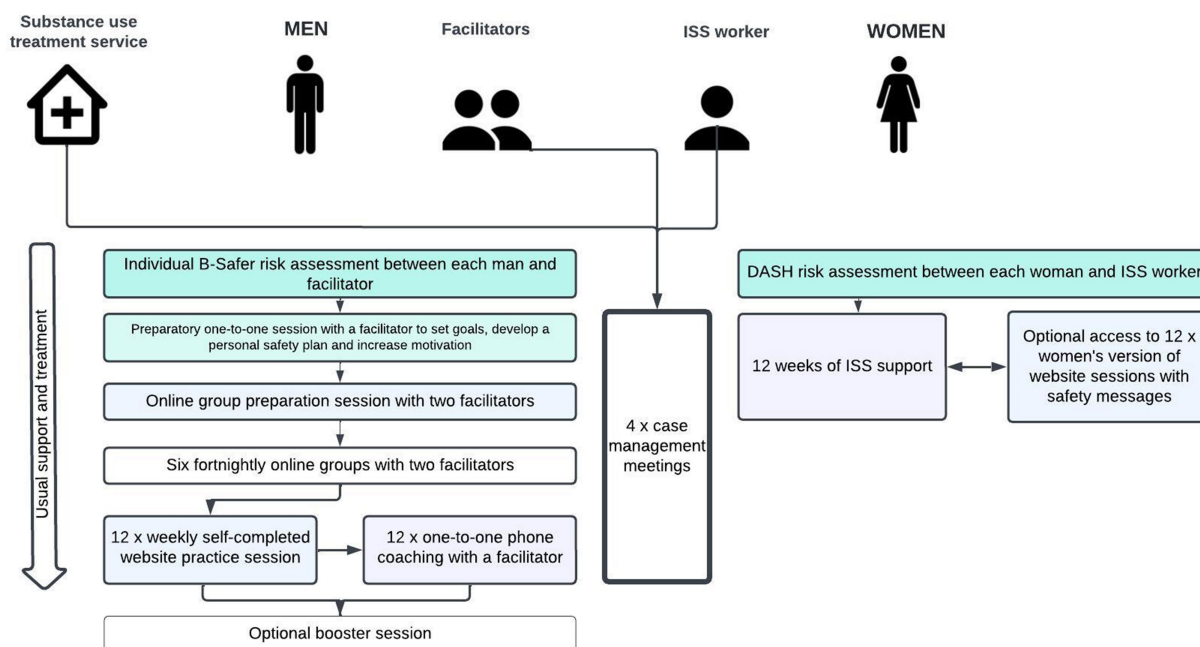 Substance use
treatment service
MEN
Facilitators
ISS worker
WOMEN
Usual support and treatment
Individual B-Safer risk assessment between each man and
facilitator
Preparatory one-to-one session with a facilitator to set goals, develop a
personal safety plan and increase motivation
Online group preparation session with two facilitators
Six fortnightly online groups with two facilitators
12 x weekly self-completed
website practice session
12 x one-to-one phone
coaching with a facilitator
Optional booster session
4 x case
management
meetings
DASH risk assessment between each woman and ISS worker
12 weeks of ISS support
Optional access to 12 x
women's version of
website sessions with
safety messages